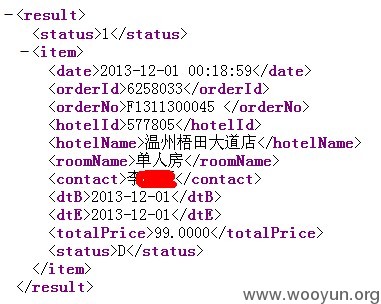 -<result>
<status>1</status>
-<item>
<date>2013-12-01 00:18:59</date>
<orderId>6258033</orderId>
<orderNo>F1311300045 </orderNo>
<hotelId>577805</hotelId>
<hotelName>温州梧田大道店</hotelName>
<roomName>单人房</roomName>
<contact>李</contact>
<dtB>2013-12-01</dtB>
<dtE>2013-12-01</dtE>
<totalPrice>99.0000</totalPrice>
<status>D</status>
</item>
</result>
www.wooyun.org